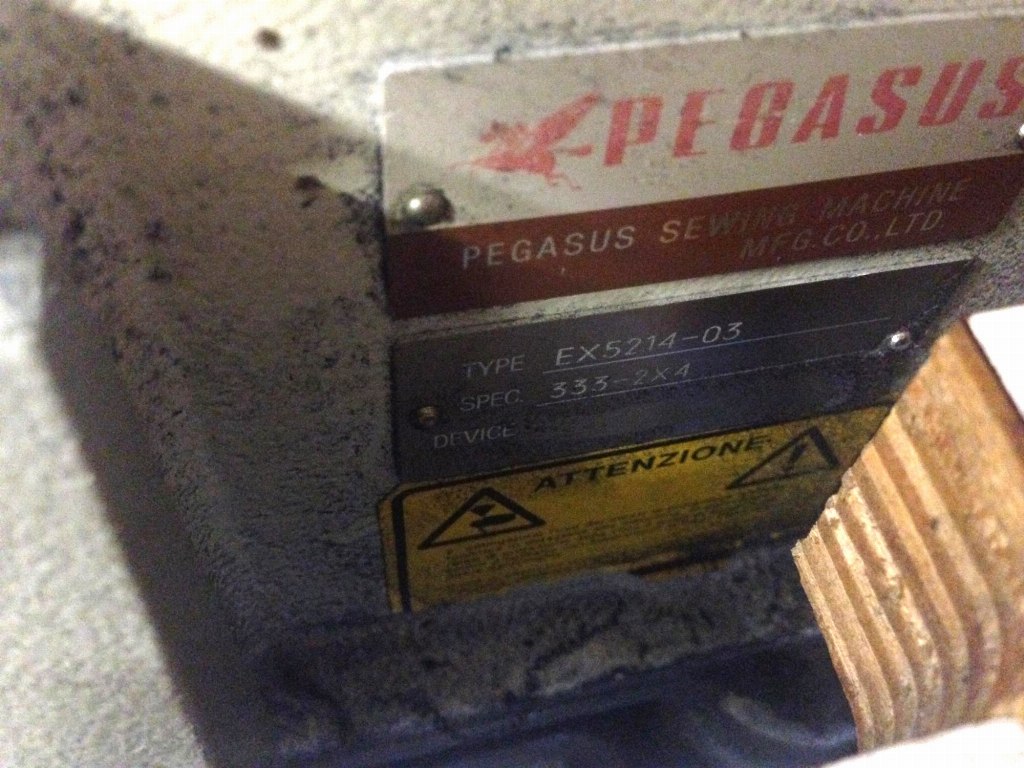 PEGASUS
PEGASUS SEWING MACHINE
MFG.CO.,LTD.
TYPE EX5214-03
SPEC. 333-2X4
DEVICE
ATTENZIONE